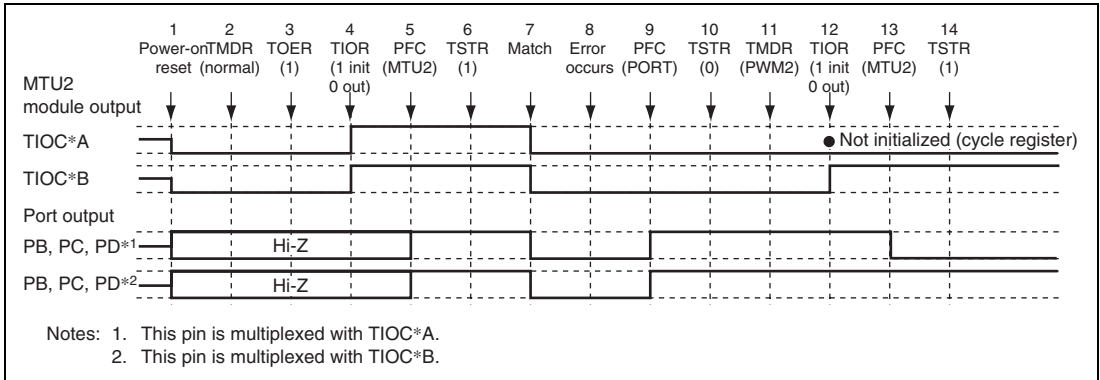 1 2 3 4 5 6 7 8 9 10 11 12 13 14
Power-on TMDR TOER TIOR PFC TSTR Match Error PFC TSTR TMDR TIOR PFC TSTR
reset (normal) (1) (1 init (MTU2) (1) occurs (PORT) (0) (PWM2) (1 init (MTU2) (1)
0 out) 0 out)
MTU2
module output
TIOC*A
● Not initialized (cycle register)
TIOC*B
Port output
PB, PC, PD*1
Hi-Z
PB, PC, PD*2
Hi-Z
Notes: 1. This pin is multiplexed with TIOC*A.
2. This pin is multiplexed with TIOC*B.